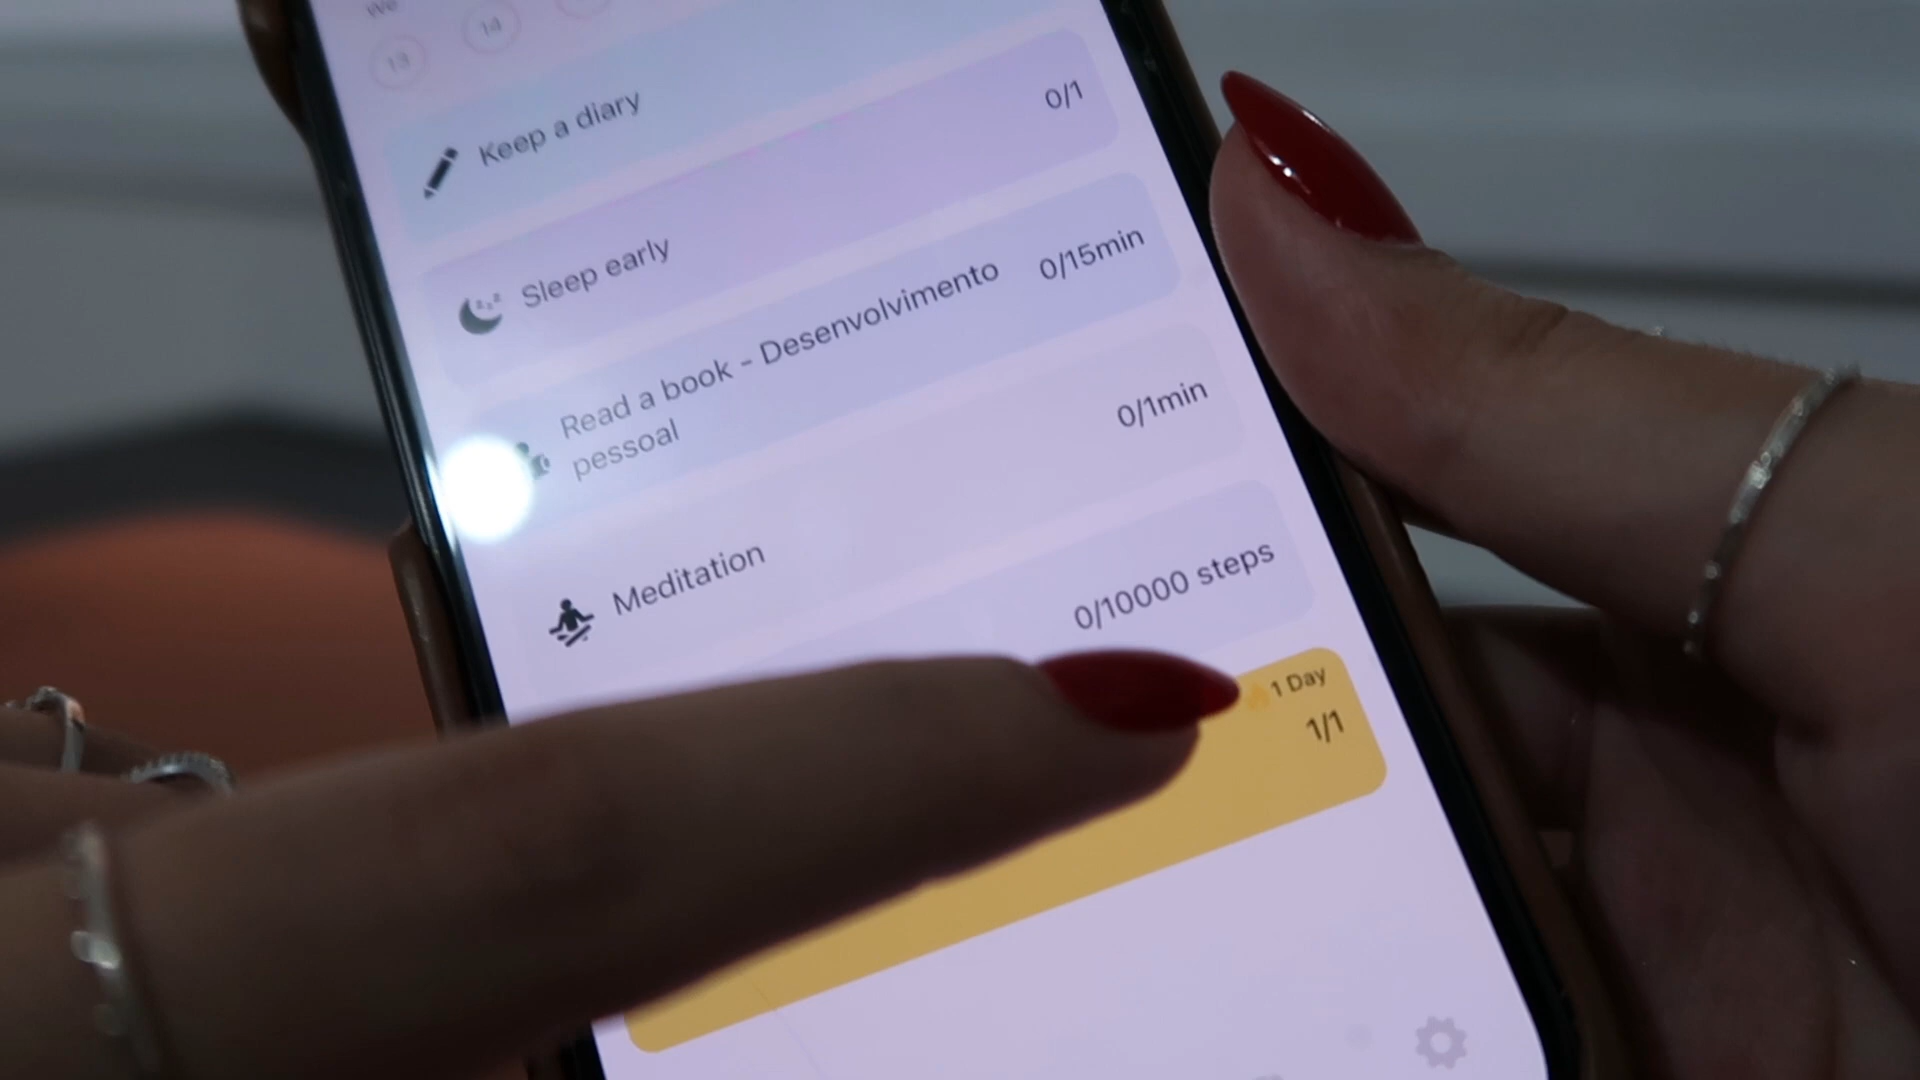 We
13
14
Keep a diary
0/1
Sleep early
0/15min
Read a book - Desenvolvimento
pessoal
0/1min
Meditation
0/10000 steps
1 Day
1/1